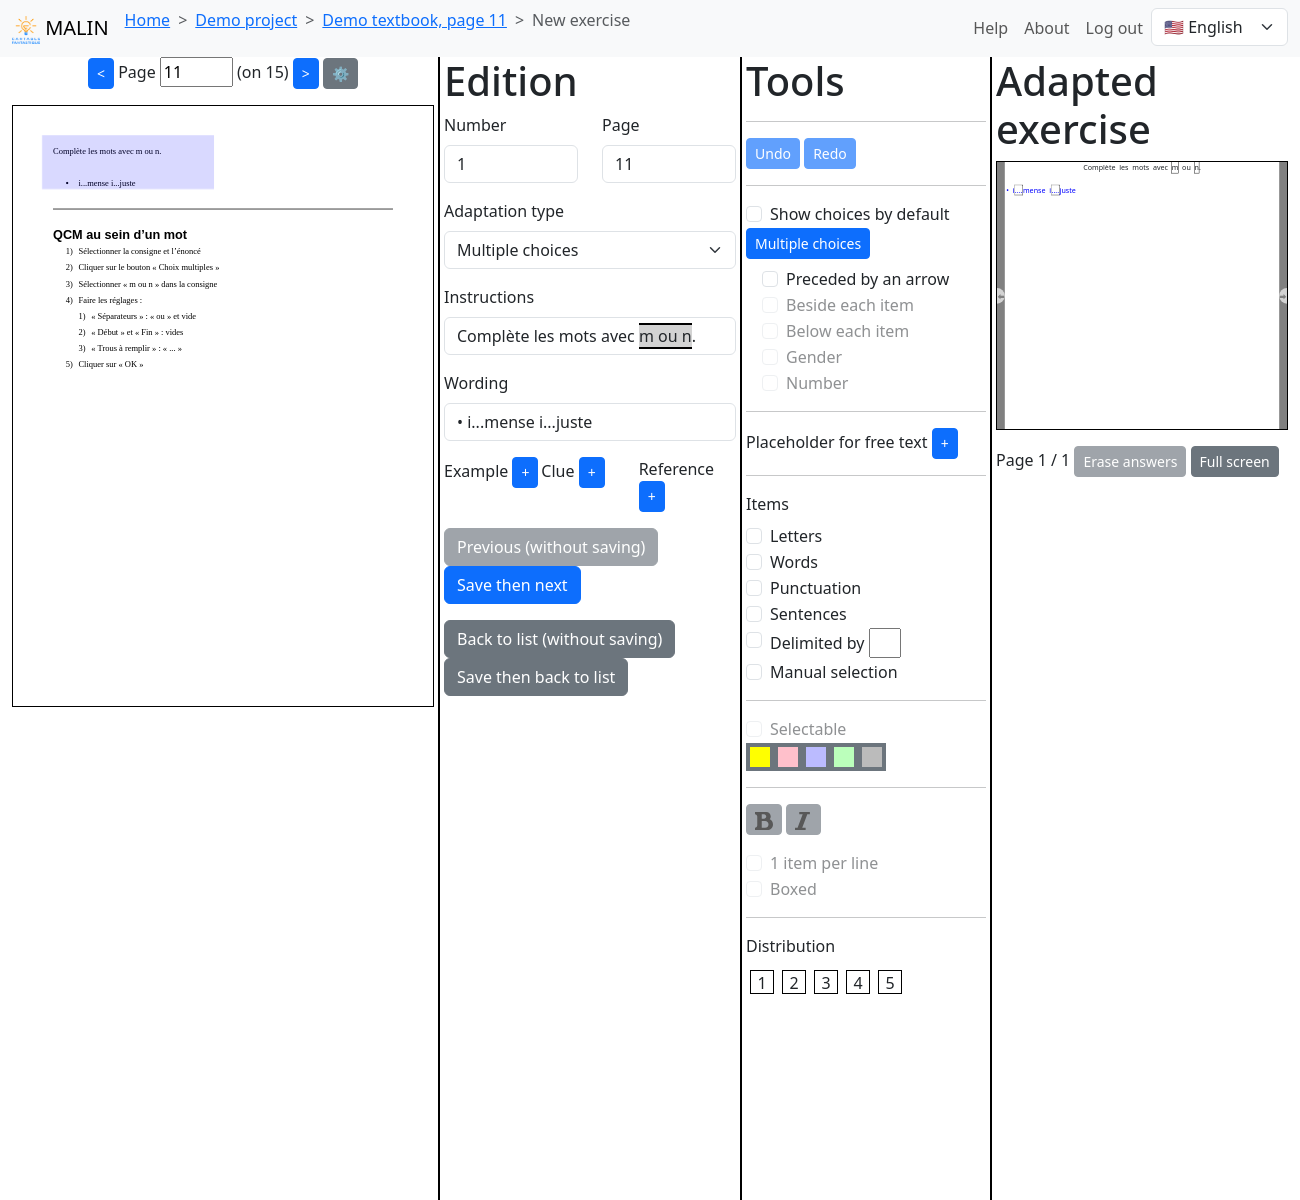 MALIN
Home > Demo project > Demo textbook, page 11 > New exercise
Help About Log out 🇺🇸 English
< Page 11 (on 15) > ⚙️
Complète les mots avec m ou n.
• i...mense i...juste
QCM au sein d’un mot
1) Sélectionner la consigne et l’énoncé
2) Cliquer sur le bouton « Choix multiples »
3) Sélectionner « m ou n » dans la consigne
4) Faire les réglages :
1) « Séparateurs » : « ou » et vide
2) « Début » et « Fin » : vides
3) « Trous à remplir » : « ... »
5) Cliquer sur « OK »
Edition
Number
Page
1
11
Adaptation type
Multiple choices
Instructions
Complète les mots avec m ou n.
Wording
• i...mense i...juste
Example + Clue + Reference
+
Previous (without saving)
Save then next
Back to list (without saving)
Save then back to list
Tools
Undo Redo
Show choices by default
Multiple choices
Preceded by an arrow
Beside each item
Below each item
Gender
Number
Placeholder for free text +
Items
Letters
Words
Punctuation
Sentences
Delimited by
Manual selection
Selectable
B I
1 item per line
Boxed
Distribution
1 2 3 4 5
Adapted
exercise
Complète les mots avec m ou n.
• i...mense i...juste
Page 1 / 1 Erase answers Full screen